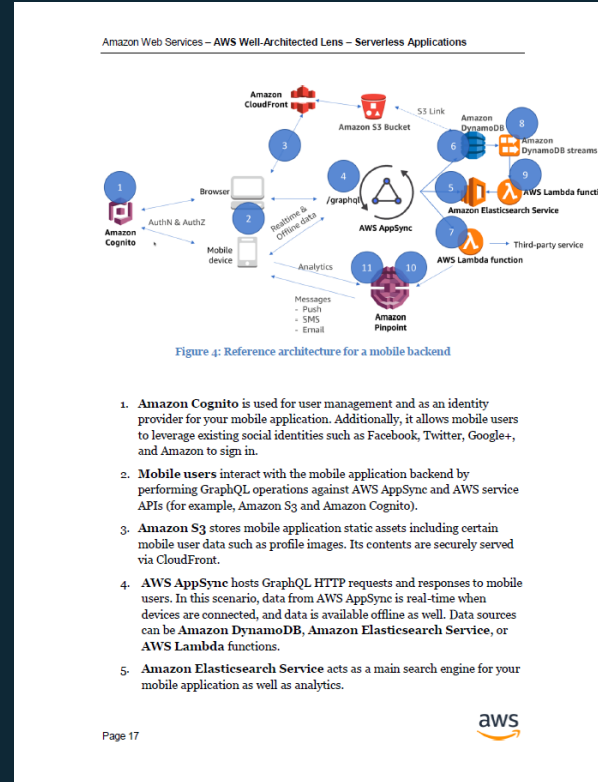 Amazon Web Services – AWS Well-Architected Lens – Serverless Applications
Amazon
CloudFront
Amazon S3 Bucket
S3 Link
Amazon
DynamoDB
8
Amazon
DynamoDB streams
3
6
4
9
1
Browser
/graphql
5
AWS Lambda functi
Amazon Elasticsearch Service
AuthN & AuthZ
2
Realtime &
Offline data
AWS AppSync
7
Amazon
Cognito
Mobile
device
Third-party service
AWS Lambda function
Analytics
11
10
Messages
- Push
- SMS
- Email
Amazon
Pinpoint
Figure 4: Reference architecture for a mobile backend
1. Amazon Cognito is used for user management and as an identity
provider for your mobile application. Additionally, it allows mobile users
to leverage existing social identities such as Facebook, Twitter, Google+,
and Amazon to sign in.
2. Mobile users interact with the mobile application backend by
performing GraphQL operations against AWS AppSync and AWS service
APIs (for example, Amazon S3 and Amazon Cognito).
3. Amazon S3 stores mobile application static assets including certain
mobile user data such as profile images. Its contents are securely served
via CloudFront.
4. AWS AppSync hosts GraphQL HTTP requests and responses to mobile
users. In this scenario, data from AWS AppSync is real-time when
devices are connected, and data is available offline as well. Data sources
can be Amazon DynamoDB, Amazon Elasticsearch Service, or
AWS Lambda functions.
5. Amazon Elasticsearch Service acts as a main search engine for your
mobile application as well as analytics.
aws
Page 17